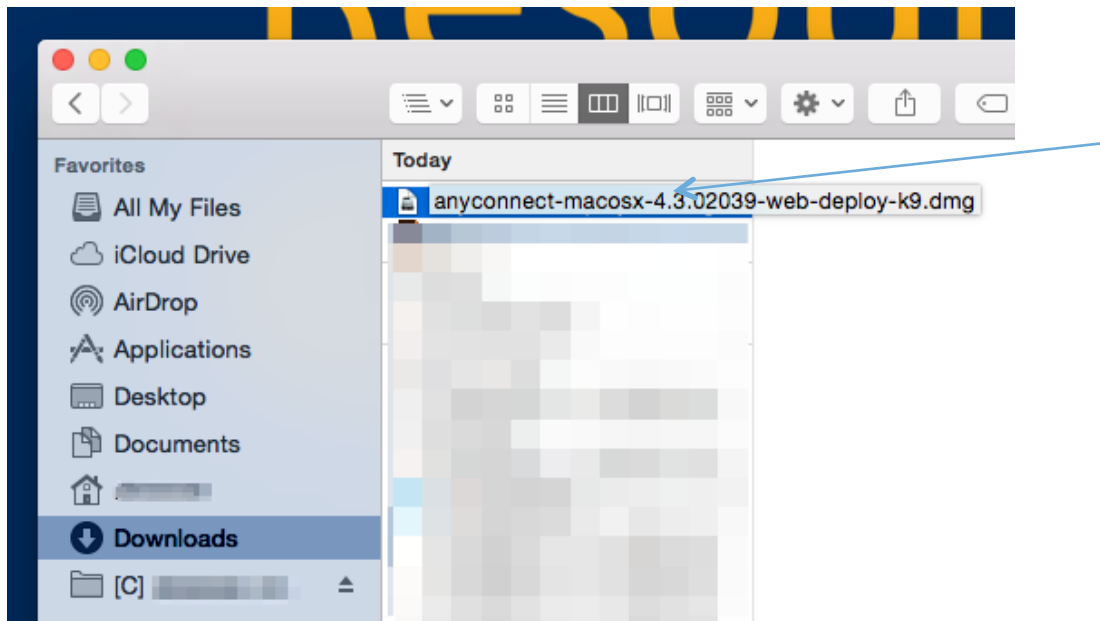 Favorites
All My Files
iCloud Drive
AirDrop
Applications
Desktop
Documents
Downloads
[C]
Today
anyconnect-macosx-4.3.02039-web-deploy-k9.dmg